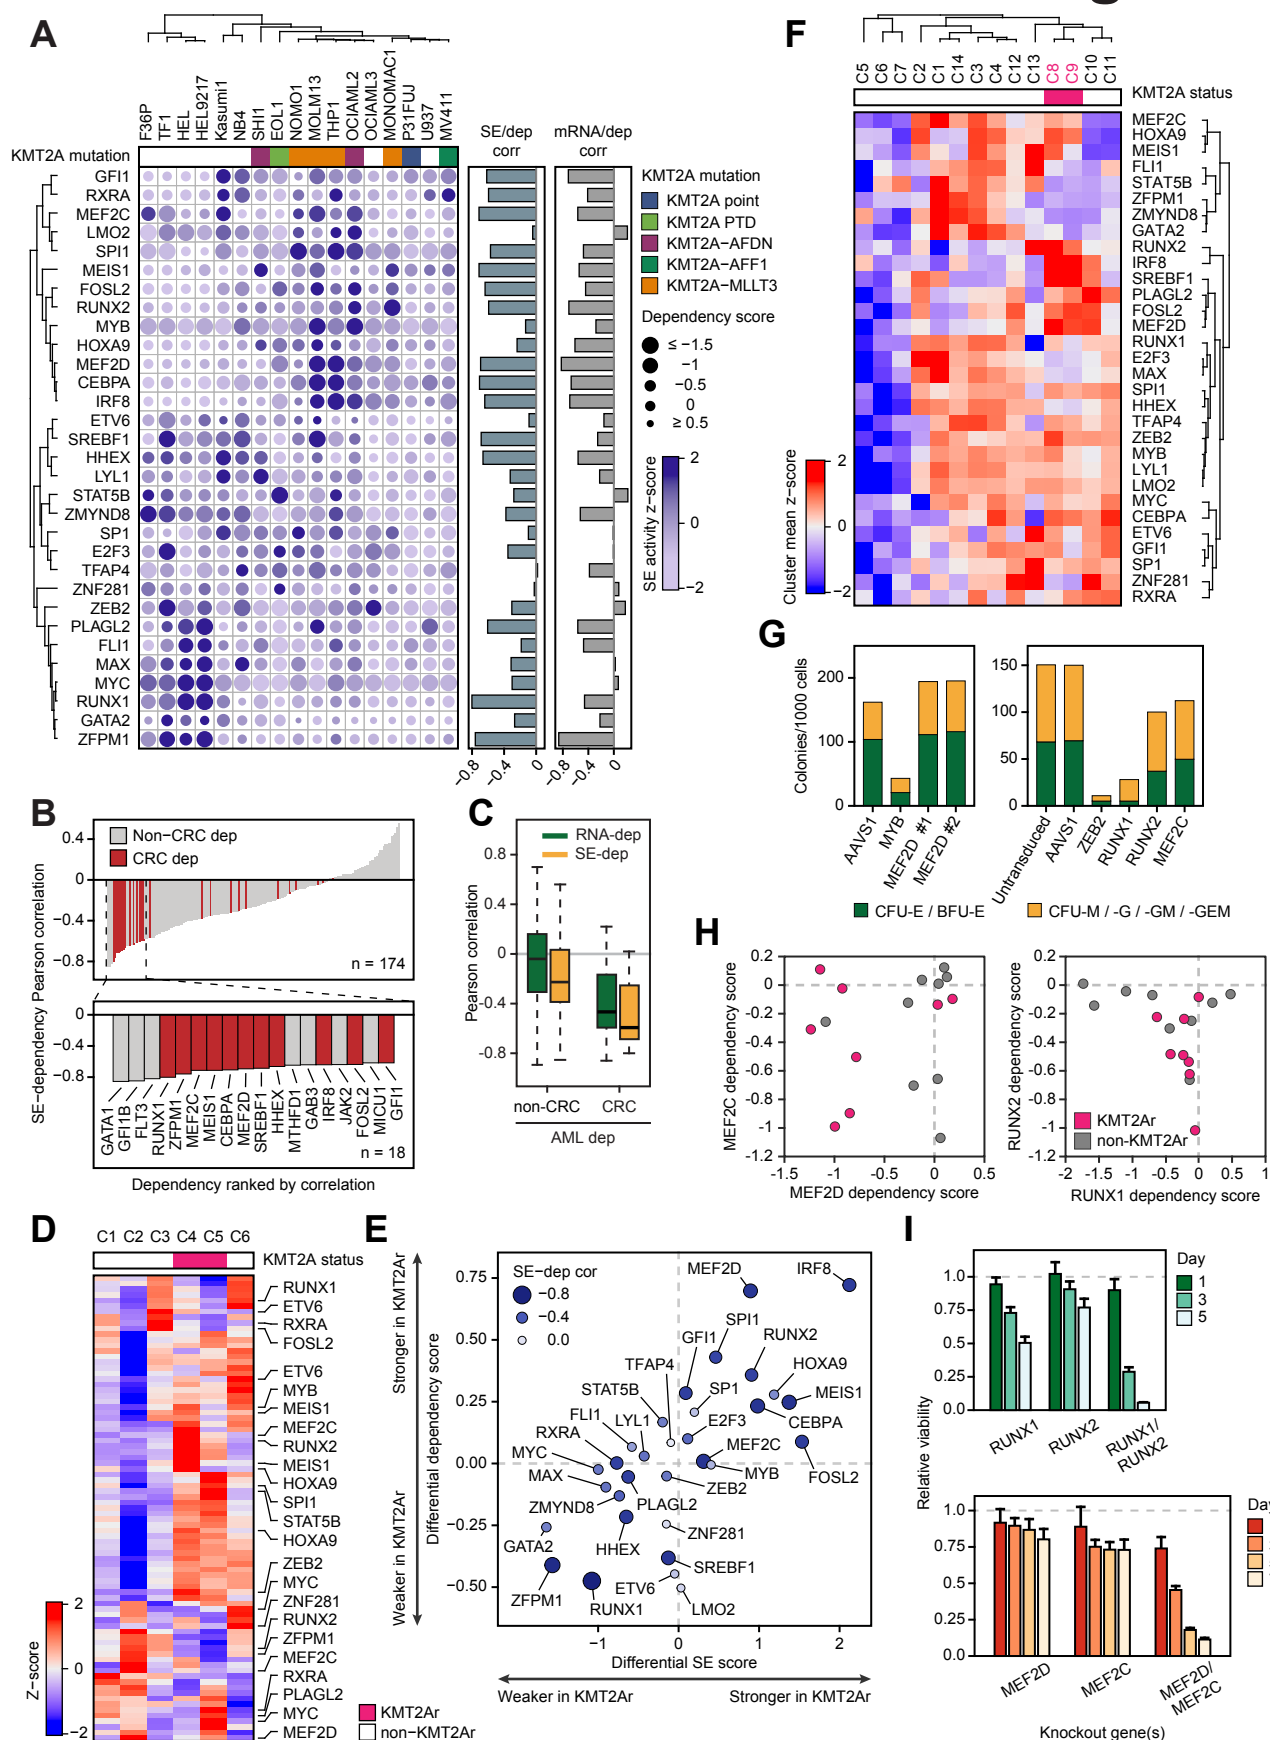 A
F36P
TF1
HEL
HEL9217
Kasumi1
NB4
SHI1
EOL1
NOMO1
MOLM13
THP1
OCIAML2
OCIAML3
MONOMAC1
P31FUJ
U937
MV411
KMT2A mutation
SE/dep
corr
mRNA/dep
corr
GFI1
RXRA
MEF2C
LMO2
SPI1
MEIS1
FOSL2
RUNX2
MYB
HOXA9
MEF2D
CEBPA
IRF8
ETV6
SREBF1
HHEX
LYL1
STAT5B
ZMYND8
SP1
E2F3
TFAP4
ZNF281
ZEB2
PLAGL2
FLI1
MAX
MYC
RUNX1
GATA2
ZFPM1
−0.8
−0.4
0
−0.8
−0.4
0
KMT2A mutation
KMT2A point
KMT2A PTD
KMT2A−AFDN
KMT2A−AFF1
KMT2A−MLLT3
Dependency score
≤ −1.5
−1
−0.5
0
≥ 0.5
SE activity z−score
2
0
−2
F
C5
C6
C7
C2
C1
C14
C3
C4
C12
C13
C8
C9
C10
C11
KMT2A status
MEF2C
HOXA9
MEIS1
FLI1
STAT5B
ZFPM1
ZMYND8
GATA2
RUNX2
IRF8
SREBF1
PLAGL2
FOSL2
MEF2D
RUNX1
E2F3
MAX
SPI1
HHEX
TFAP4
ZEB2
MYB
LYL1
LMO2
MYC
CEBPA
ETV6
GFI1
SP1
ZNF281
RXRA
Cluster mean z−score
2
0
−2
G
Colonies/1000 cells
200
100
0
AAVS1
MYB
MEF2D #1
MEF2D #2
150
100
50
0
Untransduced
AAVS1
ZEB2
RUNX1
RUNX2
MEF2C
CFU-E / BFU-E
CFU-M / -G / -GM / -GEM
B
SE−dependency Pearson correlation
0.4
0
−0.4
−0.8
Non−CRC dep
CRC dep
n = 174
0
−0.4
−0.8
GATA1
GFI1B
FLT3
RUNX1
ZFPM1
MEF2C
MEIS1
CEBPA
MEF2D
SREBF1
HHEX
MTHFD1
GAB3
IRF8
JAK2
FOSL2
MICU1
GFI1
n = 18
Dependency ranked by correlation
C
Pearson correlation
0.8
0.4
0
−0.4
−0.8
RNA-dep
SE-dep
non-CRC
CRC
AML dep
H
MEF2C dependency score
0.2
0
-0.2
-0.4
-0.6
-0.8
-1
-1.2
-1.5
-1
-0.5
0
0.5
MEF2D dependency score
RUNX2 dependency score
0.2
0
-0.2
-0.4
-0.6
-0.8
-1
-1.2
KMT2Ar
non-KMT2Ar
-2
-1.5
-1
-0.5
0
0.5
1
RUNX1 dependency score
D
C1
C2
C3
C4
C5
C6
KMT2A status
RUNX1
ETV6
RXRA
FOSL2
ETV6
MYB
MEIS1
MEF2C
RUNX2
MEIS1
HOXA9
SPI1
STAT5B
HOXA9
ZEB2
MYC
ZNF281
RUNX2
ZFPM1
MEF2C
RXRA
PLAGL2
MYC
MEF2D
Z−score
2
0
−2
KMT2Ar
non−KMT2Ar
E
Stronger in KMT2Ar
Weaker in KMT2Ar
Differential dependency score
0.75
0.50
0.25
0.00
−0.25
−0.50
SE−dep cor
−0.8
−0.4
0.0
MEF2D
IRF8
SPI1
GFI1
RUNX2
TFAP4
HOXA9
STAT5B
SP1
MEIS1
FLI1
LYL1
E2F3
CEBPA
RXRA
MEF2C
MYC
MYB
FOSL2
MAX
ZEB2
PLAGL2
ZMYND8
ZNF281
GATA2
HHEX
SREBF1
ETV6
ZFPM1
RUNX1
LMO2
−1
0
1
2
Differential SE score
Weaker in KMT2Ar
Stronger in KMT2Ar
I
Relative viability
1.0
0.75
0.5
0.25
0.0
Day
1
3
5
RUNX1
RUNX2
RUNX1/
RUNX2
1.0
0.75
0.5
0.25
0.0
MEF2D
MEF2C
MEF2D/
MEF2C
Knockout gene(s)